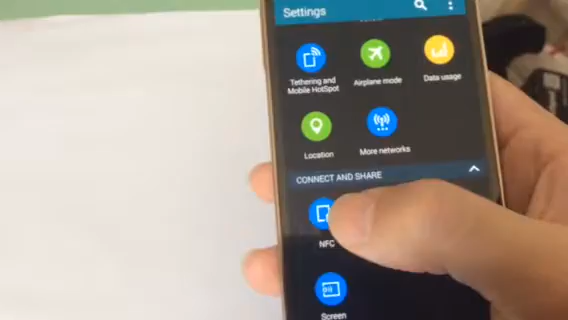 Settings
Tethering and
Mobile HotSpot
Airplane mode
Data usage
Location
More networks
CONNECT AND SHARE
NFC
Screen